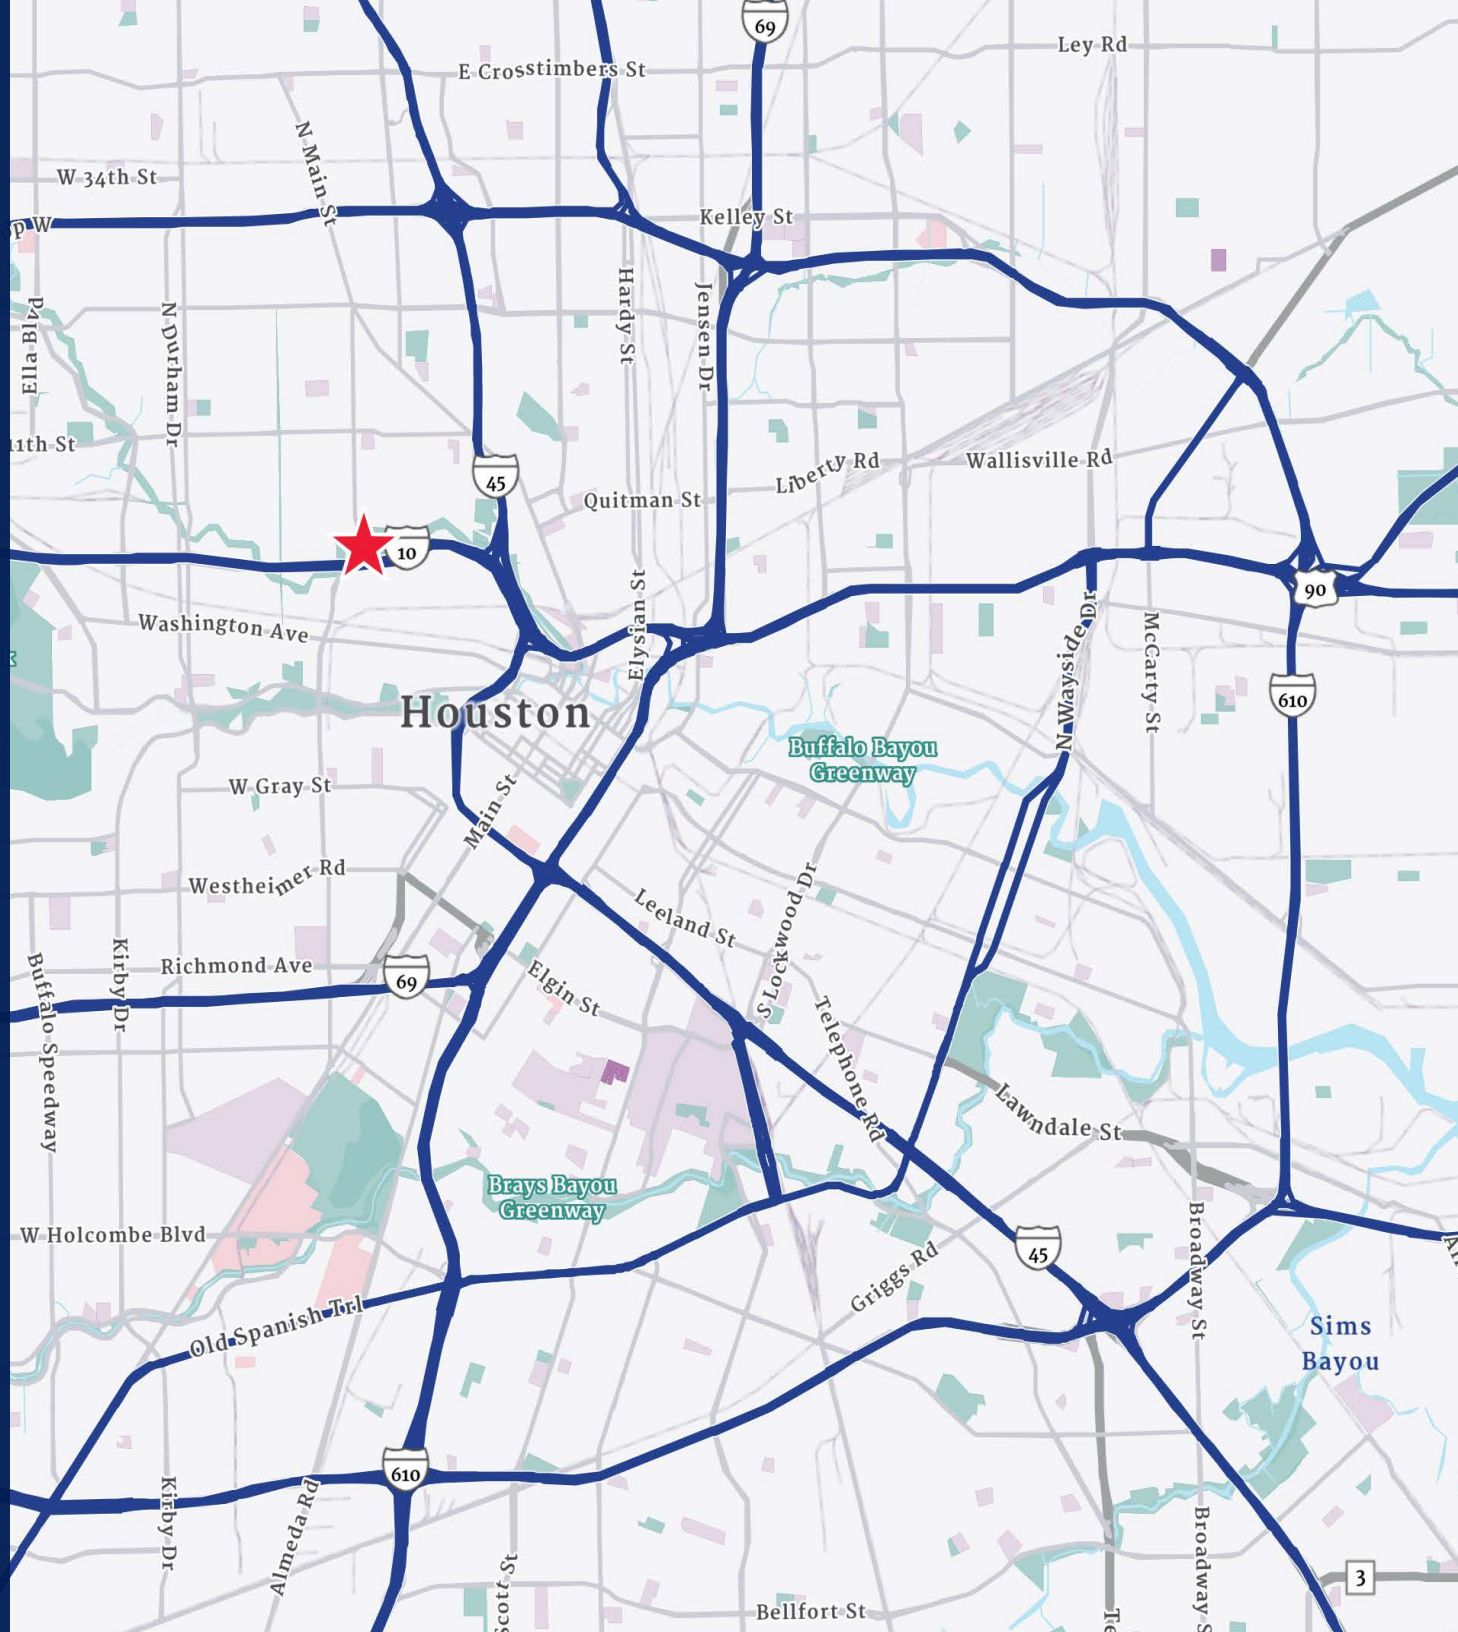 69
Ley Rd
E Crosstimbers St
N Main St
W 34th St
Kelley St
p W
Ella Blvd
N Durham Dr
Hardy St
Jensen Dr
11th St
45
Quitman St
Liberty Rd
Wallisville Rd
10
90
Elysian St
Washington Ave
N Wayside Dr
McCarty St
610
Houston
Buffalo Bayou
Greenway
W Gray St
Main St
Westheimer Rd
Leeland St
S Lockwood Dr
Richmond Ave
69
Kirby Dr
Buffalo Speedway
Elgin St
Telephone Rd
Lawndale St
Brays Bayou
Greenway
W Holcombe Blvd
45
Broadway St
Griggs Rd
Old Spanish Trl
Sims
Bayou
610
Kirby Dr
Almeda Rd
Scott St
Broadway S
3
Bellfort St
Te